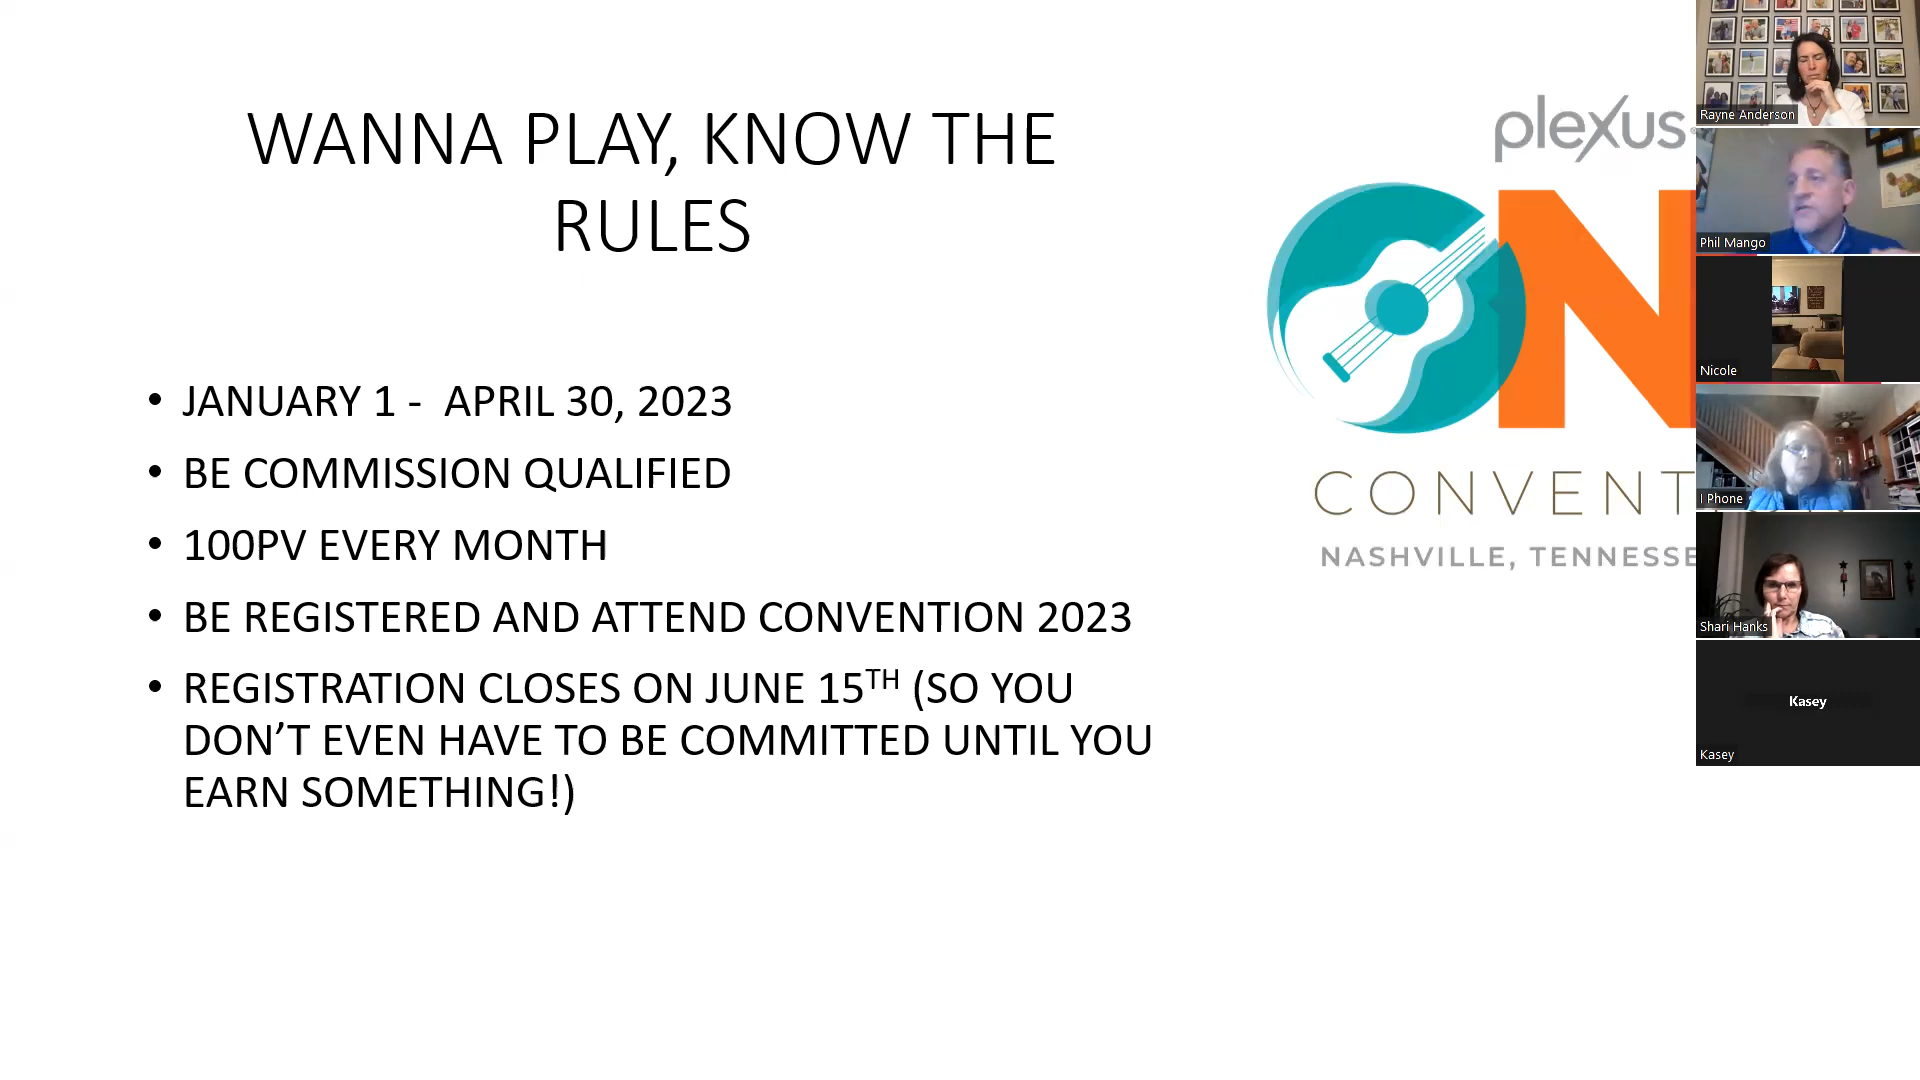 WANNA PLAY, KNOW THE
RULES
• JANUARY 1 - APRIL 30, 2023
• BE COMMISSION QUALIFIED
• 100PV EVERY MONTH
• BE REGISTERED AND ATTEND CONVENTION 2023
• REGISTRATION CLOSES ON JUNE 15TH (SO YOU
DON’T EVEN HAVE TO BE COMMITTED UNTIL YOU
EARN SOMETHING!)
plexus
ON
CONVENT
NASHVILLE, TENNESSE
Rayne Anderson
Phil Mango
Nicole
I Phone
Shari Hanks
Kasey
Kasey